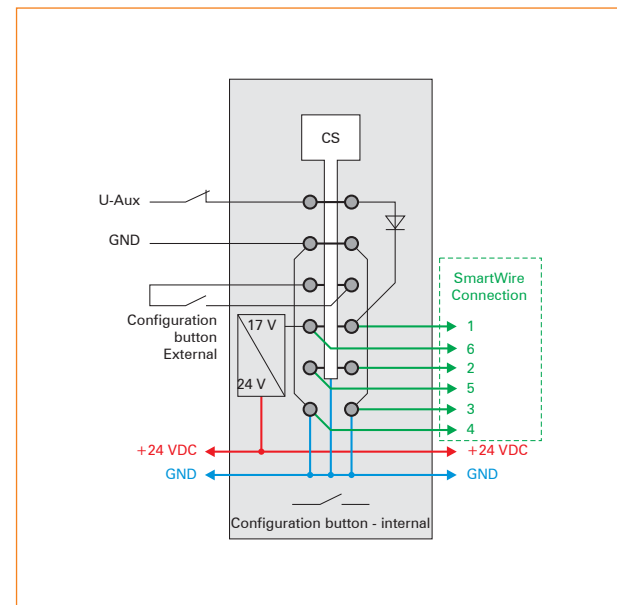 CS
U-Aux
GND
SmartWire
Connection
Configuration
button
External
17 V
24 V
1
6
2
5
3
4
+24 VDC
+24 VDC
GND
GND
Configuration button - internal